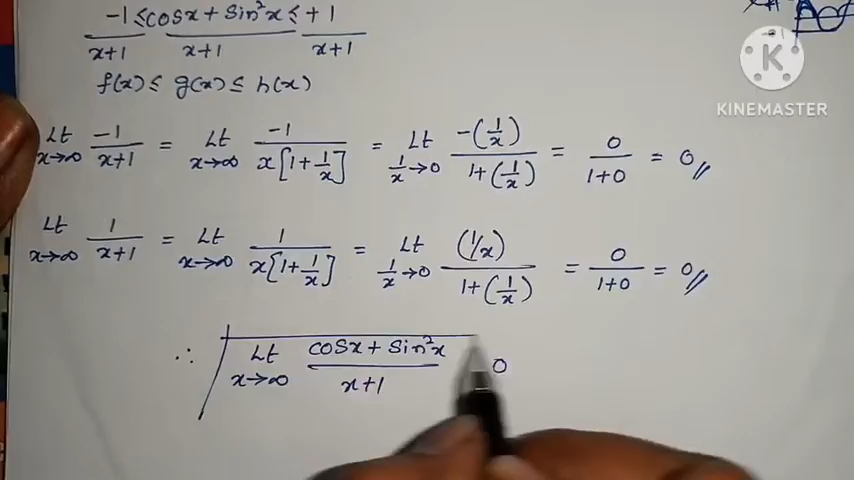 -1 ≤ cosx + Sin²x ≤ +1
x+1 x+1 x+1
f(x) ≤ g(x) ≤ h(x)
KINEMASTER
Lt x→∞ -1/(x+1) = Lt x→∞ -1/(x[1+1/x]) = Lt 1/x→0 -(1/x)/(1+(1/x)) = 0/(1+0) = 0//
Lt x→∞ 1/(x+1) = Lt x→∞ 1/(x[1+1/x]) = Lt 1/x→0 (1/x)/(1+(1/x)) = 0/(1+0) = 0//
∴ Lt x→∞ (cosx + Sin²x)/(x+1) 0